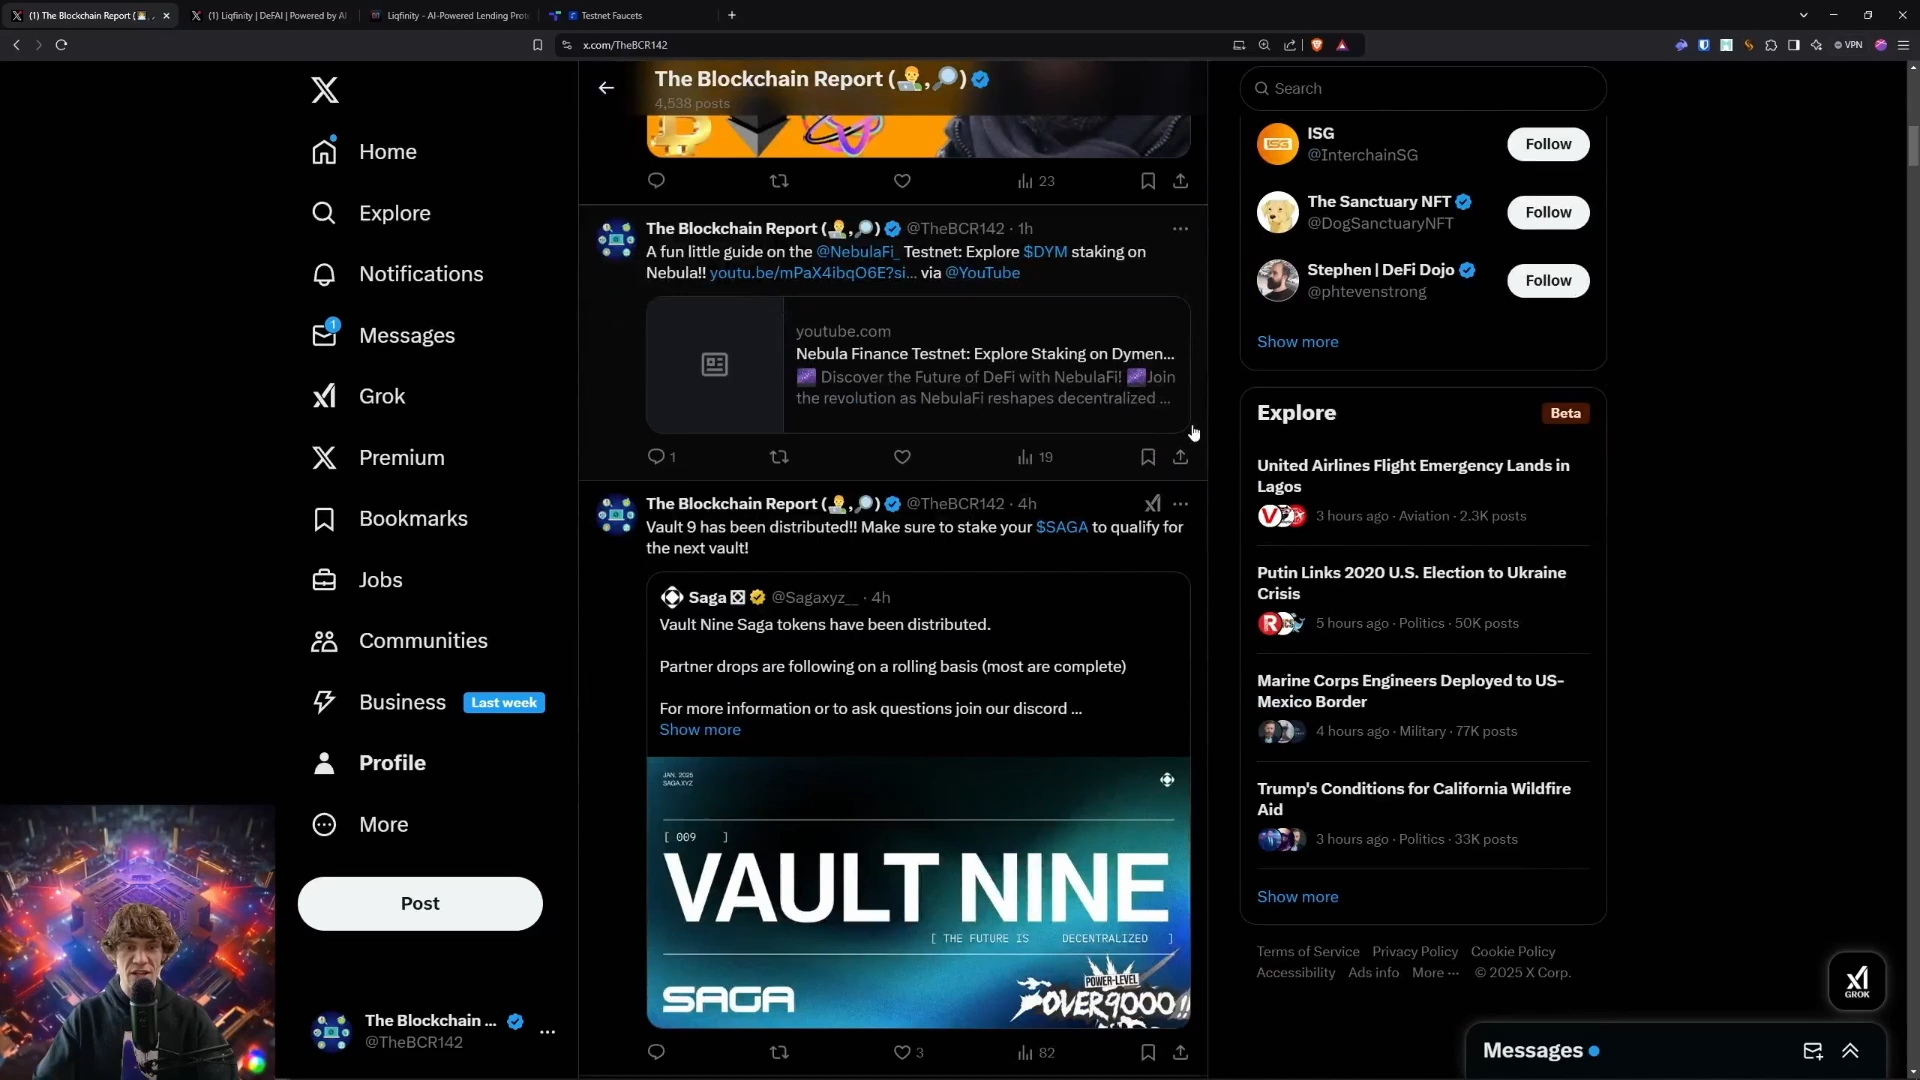 (1) The Blockchain Report (
(1) Liqfinity | DeFAI | Powered by AI
Liqfinity - AI-Powered Lending Prot
Testnet Faucets
x.com/TheBCR142
VPN
Home
Explore
Notifications
1
Messages
Grok
Premium
Bookmarks
Jobs
Communities
Business Last week
Profile
More
Post
The Blockchain ...
@TheBCR142
The Blockchain Report (👨‍💻,🔎)
4,538 posts
23
The Blockchain Report (👨‍💻,🔎) @TheBCR142 · 1h
A fun little guide on the @NebulaFi_ Testnet: Explore $DYM staking on
Nebula!! youtu.be/mPaX4ibqO6E?si... via @YouTube
youtube.com
Nebula Finance Testnet: Explore Staking on Dymen...
🌌 Discover the Future of DeFi with NebulaFi! 🌌Join
the revolution as NebulaFi reshapes decentralized ...
1 19
The Blockchain Report (👨‍💻,🔎) @TheBCR142 · 4h
Vault 9 has been distributed!! Make sure to stake your $SAGA to qualify for
the next vault!
Saga @Sagaxyz__ · 4h
Vault Nine Saga tokens have been distributed.
Partner drops are following on a rolling basis (most are complete)
For more information or to ask questions join our discord ...
Show more
JAN. 2025
SAGA.XYZ
[ 009 ]
VAULT NINE
[ THE FUTURE IS DECENTRALIZED ]
SAGA
POWER-LEVEL
OVER9000!!
3 82
Search
ISG
@InterchainSG
Follow
The Sanctuary NFT
@DogSanctuaryNFT
Follow
Stephen | DeFi Dojo
@phtevenstrong
Follow
Show more
Explore
Beta
United Airlines Flight Emergency Lands in
Lagos
3 hours ago · Aviation · 2.3K posts
Putin Links 2020 U.S. Election to Ukraine
Crisis
5 hours ago · Politics · 50K posts
Marine Corps Engineers Deployed to US-
Mexico Border
4 hours ago · Military · 77K posts
Trump's Conditions for California Wildfire
Aid
3 hours ago · Politics · 33K posts
Show more
Terms of Service Privacy Policy Cookie Policy
Accessibility Ads info More ··· © 2025 X Corp.
GROK
Messages